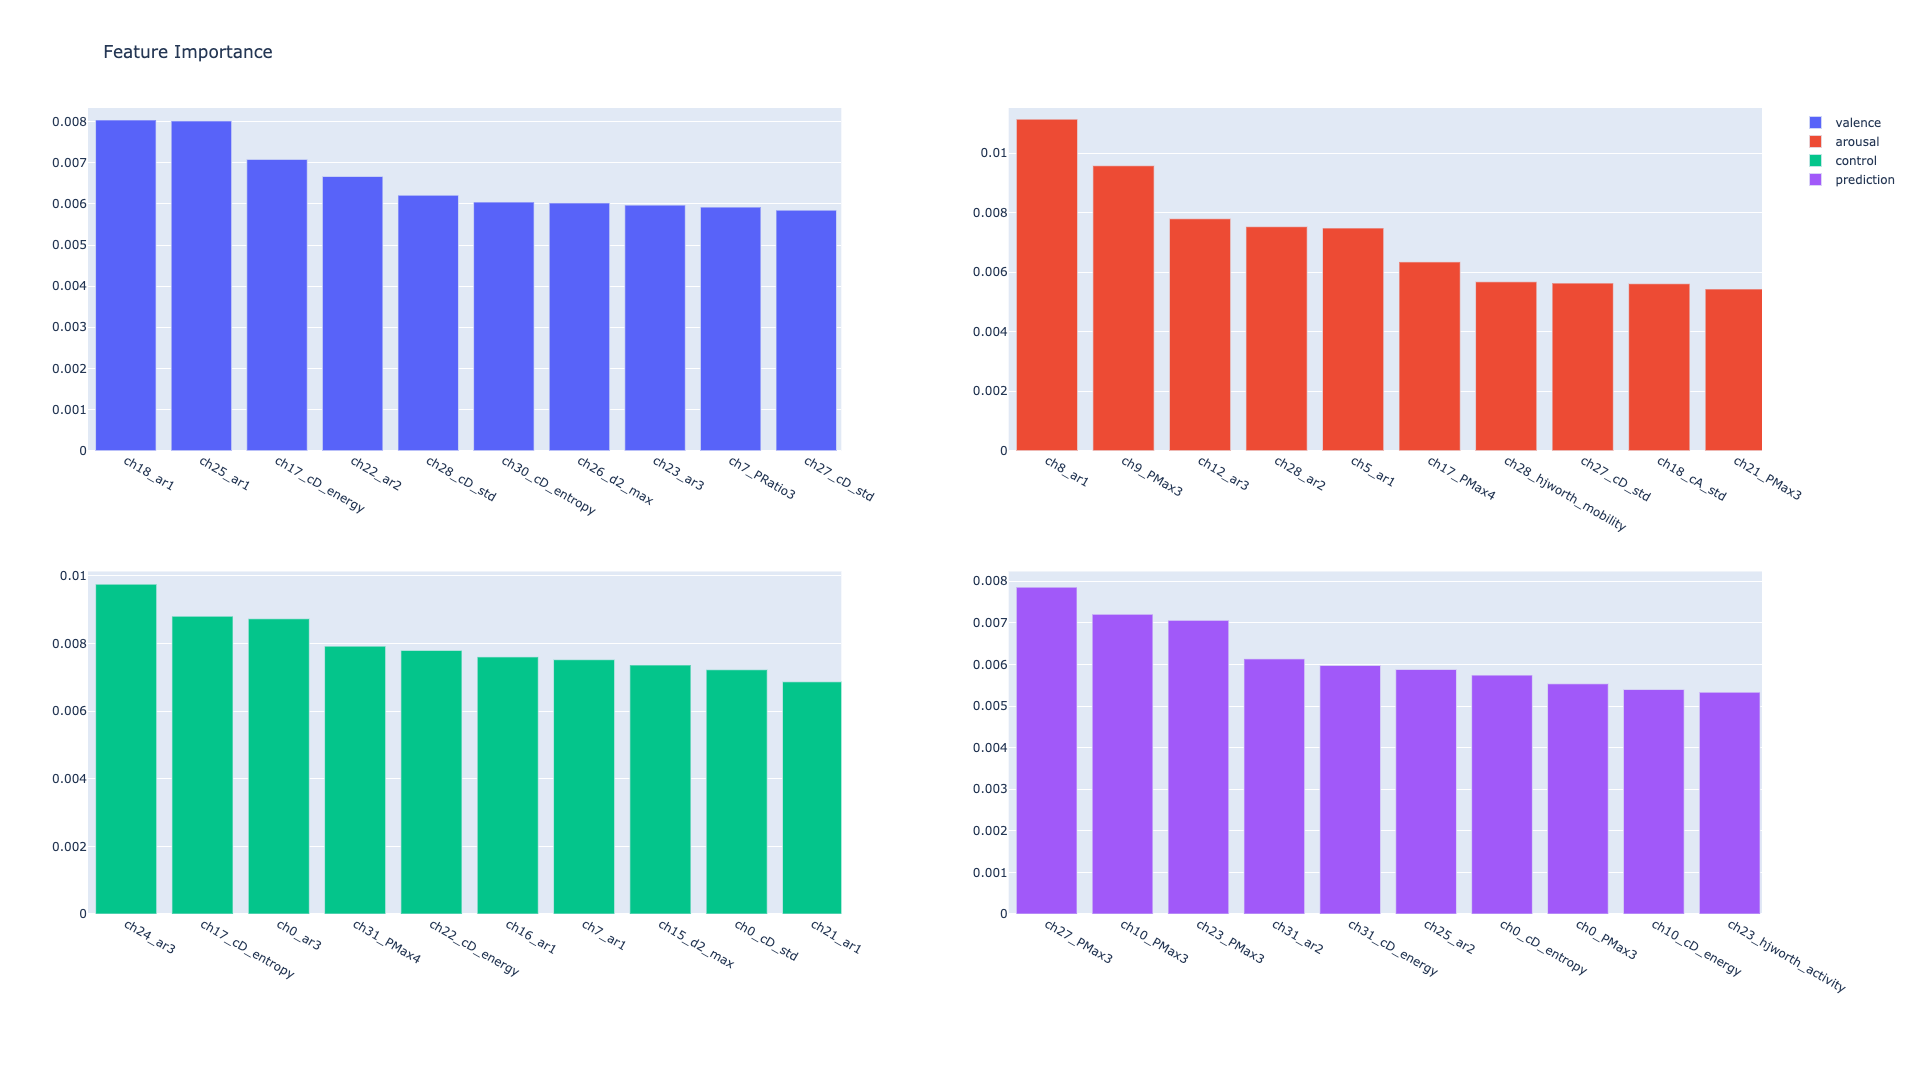 Feature Importance
0.008
0.007
0.006
0.005
0.004
0.003
0.002
0.001
0
ch18_ar1
ch25_ar1
ch17_cD_energy
ch22_ar2
ch28_cD_std
ch30_cD_entropy
ch26_d2_max
ch23_ar3
ch7_PRatio3
ch27_cD_std
0.01
0.008
0.006
0.004
0.002
0
ch8_ar1
ch9_PMax3
ch12_ar3
ch28_ar2
ch5_ar1
ch17_PMax4
ch28_hjworth_mobility
ch27_cD_std
ch18_cA_std
ch21_PMax3
valence
arousal
control
prediction
0.01
0.008
0.006
0.004
0.002
0
ch24_ar3
ch17_cD_entropy
ch0_ar3
ch31_PMax4
ch22_cD_energy
ch16_ar1
ch7_ar1
ch15_d2_max
ch0_cD_std
ch21_ar1
0.008
0.007
0.006
0.005
0.004
0.003
0.002
0.001
0
ch27_PMax3
ch10_PMax3
ch23_PMax3
ch31_ar2
ch31_cD_energy
ch25_ar2
ch0_cD_entropy
ch0_PMax3
ch10_cD_energy
ch23_hjworth_activity